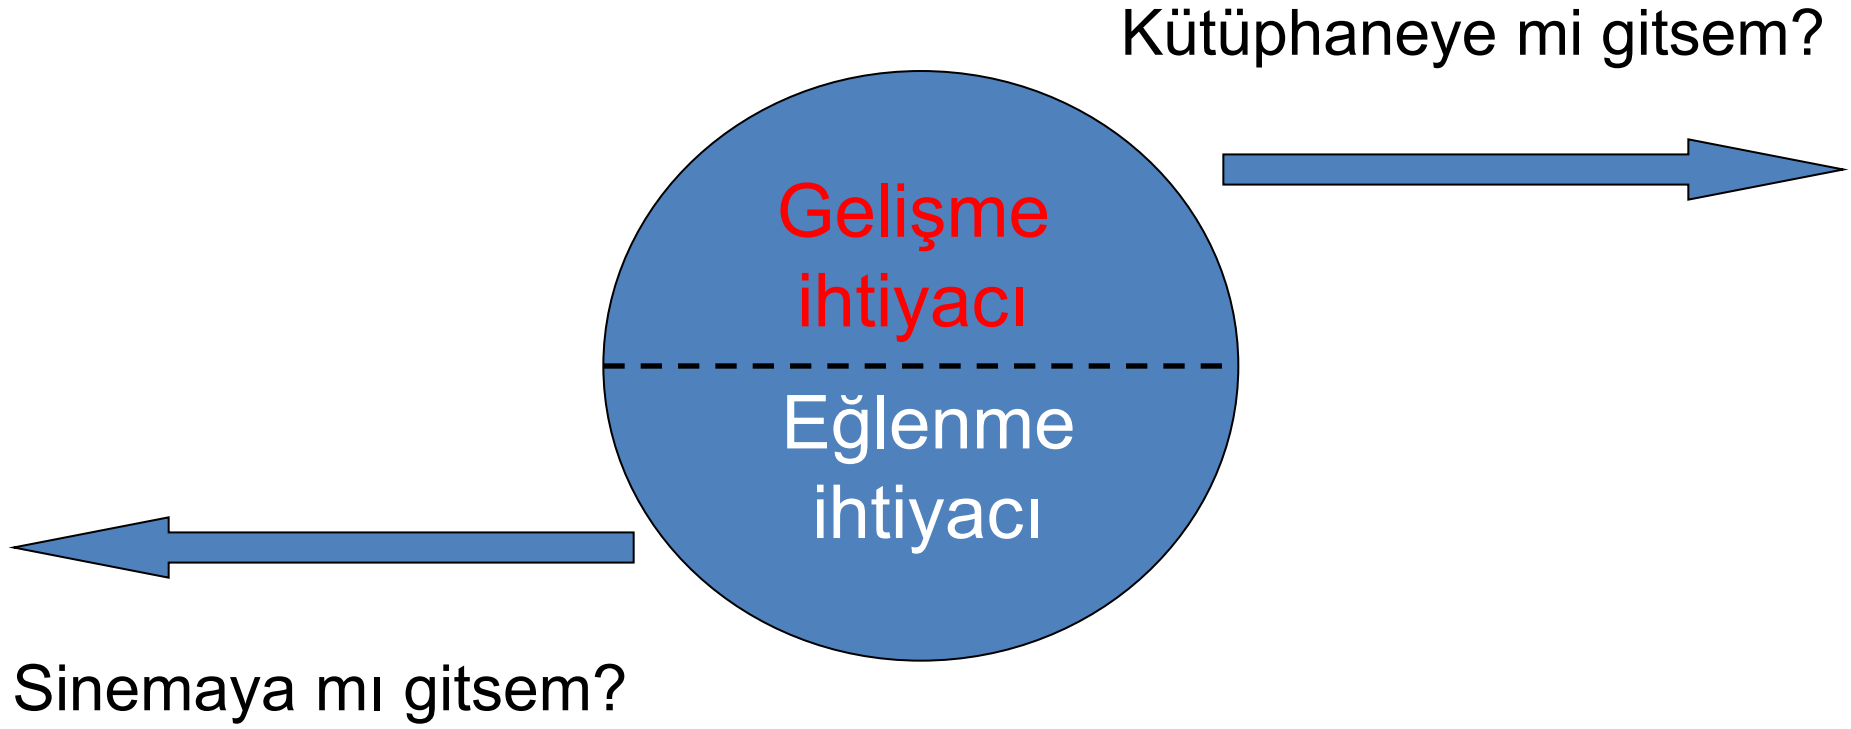 Kütüphaneye mi gitsem?
Gelişme
ihtiyacı
Eğlenme
ihtiyacı
Sinemaya mı gitsem?